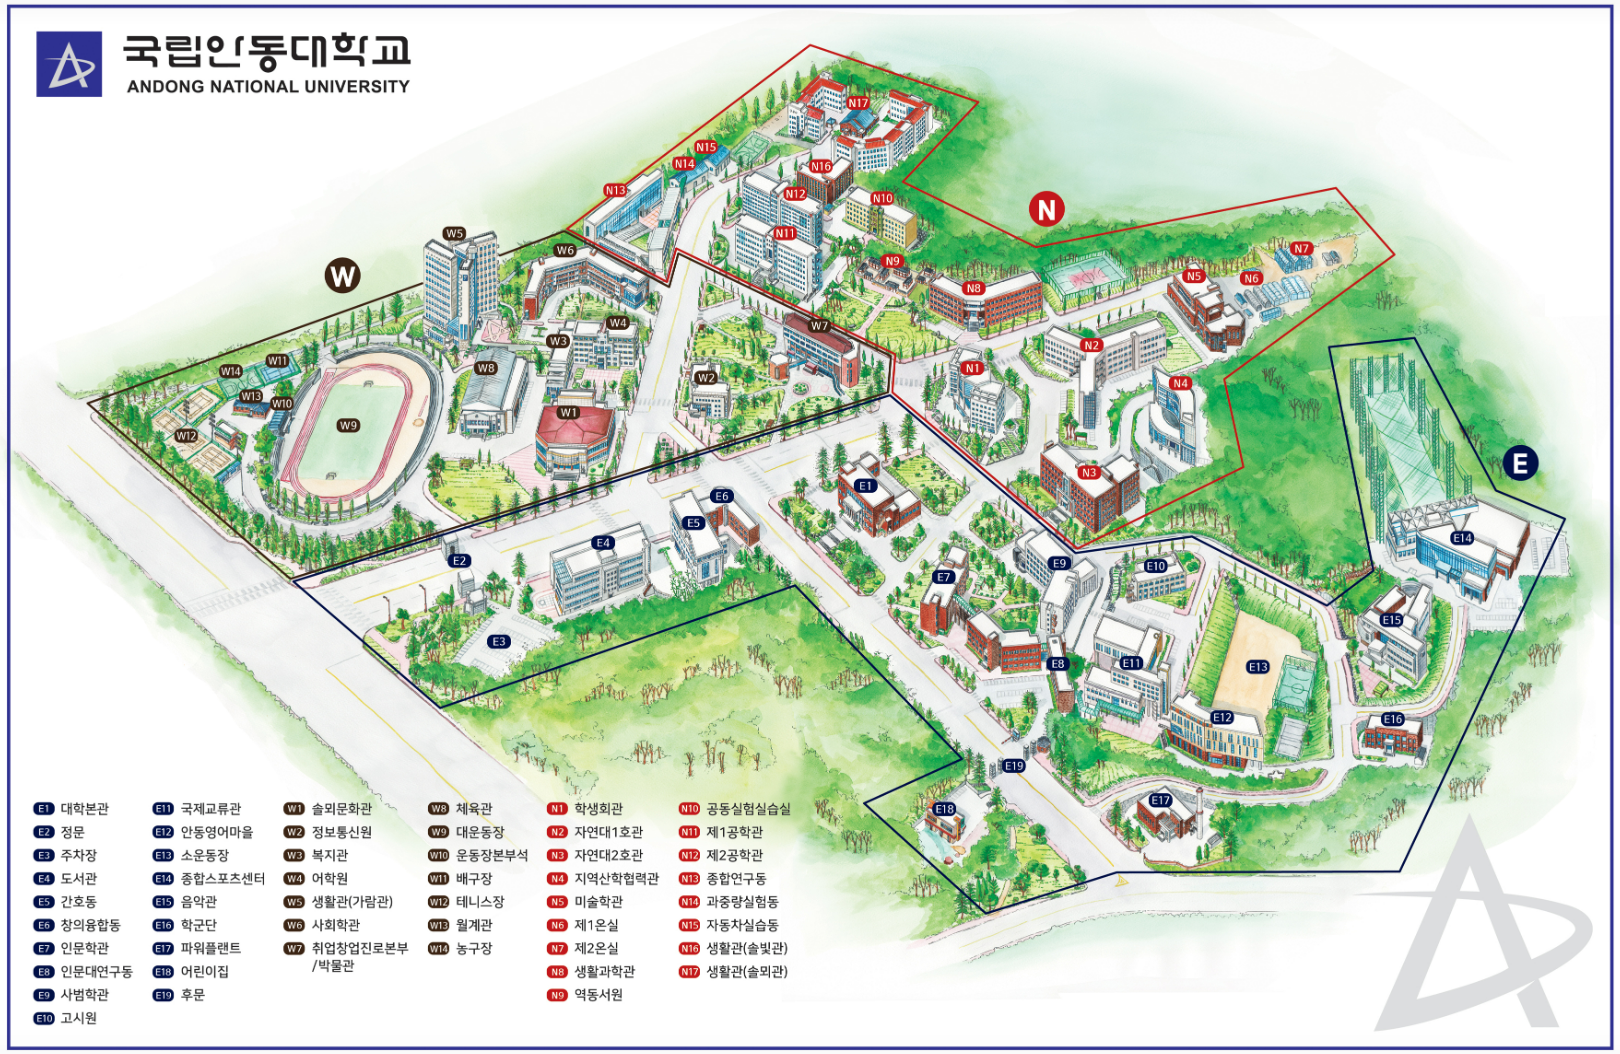 국립안동대학교
ANDONG NATIONAL UNIVERSITY
N17
N15
N14
N16
N13
N12
N10
N
N11
W5
W6
N9
N7
W
N5
N6
N8
W4
W7
W3
N2
W14
W11
W8
N1
W2
N4
W13
W10
W1
W9
W12
E
N3
E1
E6
E5
E14
E4
E2
E9
E10
E7
E15
E3
E8
E11
E13
E12
E16
E19
E17
E18
E1 대학본관
E2 정문
E3 주차장
E4 도서관
E5 간호동
E6 창의융합동
E7 인문학관
E8 인문대연구동
E9 사범학관
E10 고시원
E11 국제교류관
E12 안동영어마을
E13 소운동장
E14 종합스포츠센터
E15 음악관
E16 학군단
E17 파워플랜트
E18 어린이집
E19 후문
W1 솔뫼문화관
W2 정보통신원
W3 복지관
W4 어학원
W5 생활관(가람관)
W6 사회학관
W7 취업창업진로본부
/박물관
W8 체육관
W9 대운동장
W10 운동장본부석
W11 배구장
W12 테니스장
W13 월계관
W14 농구장
N1 학생회관
N2 자연대1호관
N3 자연대2호관
N4 지역산학협력관
N5 미술학관
N6 제1온실
N7 제2온실
N8 생활과학관
N9 역동서원
N10 공동실험실습실
N11 제1공학관
N12 제2공학관
N13 종합연구동
N14 과중량실험동
N15 자동차실습동
N16 생활관(솔빛관)
N17 생활관(솔뫼관)